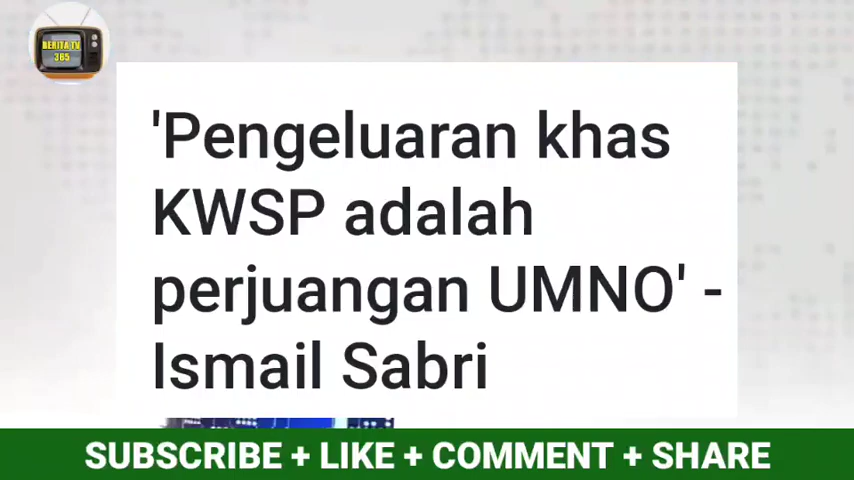 BERITA TV
365
'Pengeluaran khas
KWSP adalah
perjuangan UMNO' -
Ismail Sabri
SUBSCRIBE + LIKE + COMMENT + SHARE